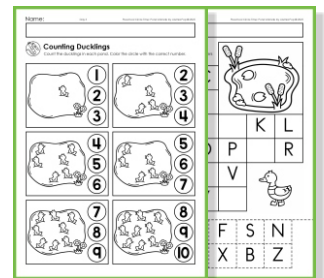 Name:
Counting Ducklings
Count the ducklings in each pond. Color the circle with the correct number.
1
2
3
2
3
4
4
5
6
5
6
7
7
8
9
8
9
10
K L
P R
V
F S N
X B Z